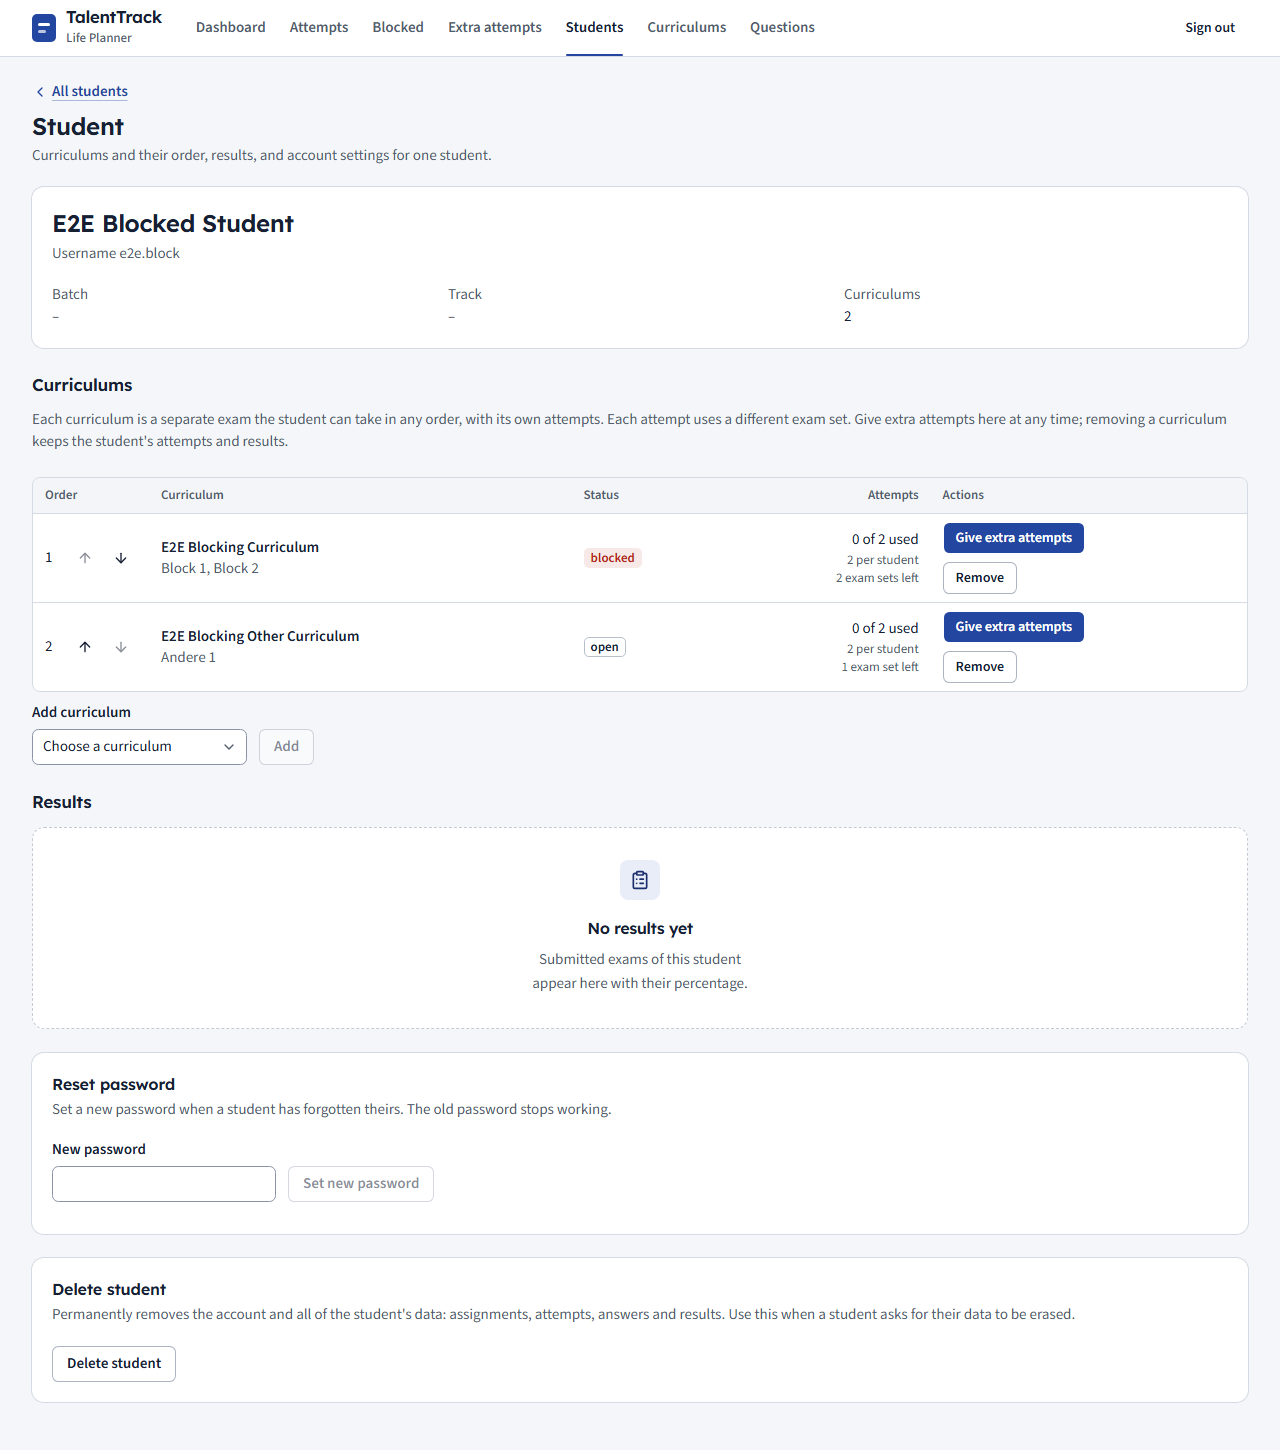 TalentTrack
Life Planner
Dashboard
Attempts
Blocked
Extra attempts
Students
Curriculums
Questions
Sign out
All students
Student
Curriculums and their order, results, and account settings for one student.
E2E Blocked Student
Username e2e.block
Batch
Track
Curriculums
–
–
2
Curriculums
Each curriculum is a separate exam the student can take in any order, with its own attempts. Each attempt uses a different exam set. Give extra attempts here at any time; removing a curriculum
keeps the student's attempts and results.
Order
Curriculum
Status
Attempts
Actions
1
E2E Blocking Curriculum
Block 1, Block 2
blocked
0 of 2 used
2 per student
2 exam sets left
Give extra attempts
Remove
2
E2E Blocking Other Curriculum
Andere 1
open
0 of 2 used
2 per student
1 exam set left
Give extra attempts
Remove
Add curriculum
Choose a curriculum
Add
Results
No results yet
Submitted exams of this student
appear here with their percentage.
Reset password
Set a new password when a student has forgotten theirs. The old password stops working.
New password
Set new password
Delete student
Permanently removes the account and all of the student's data: assignments, attempts, answers and results. Use this when a student asks for their data to be erased.
Delete student